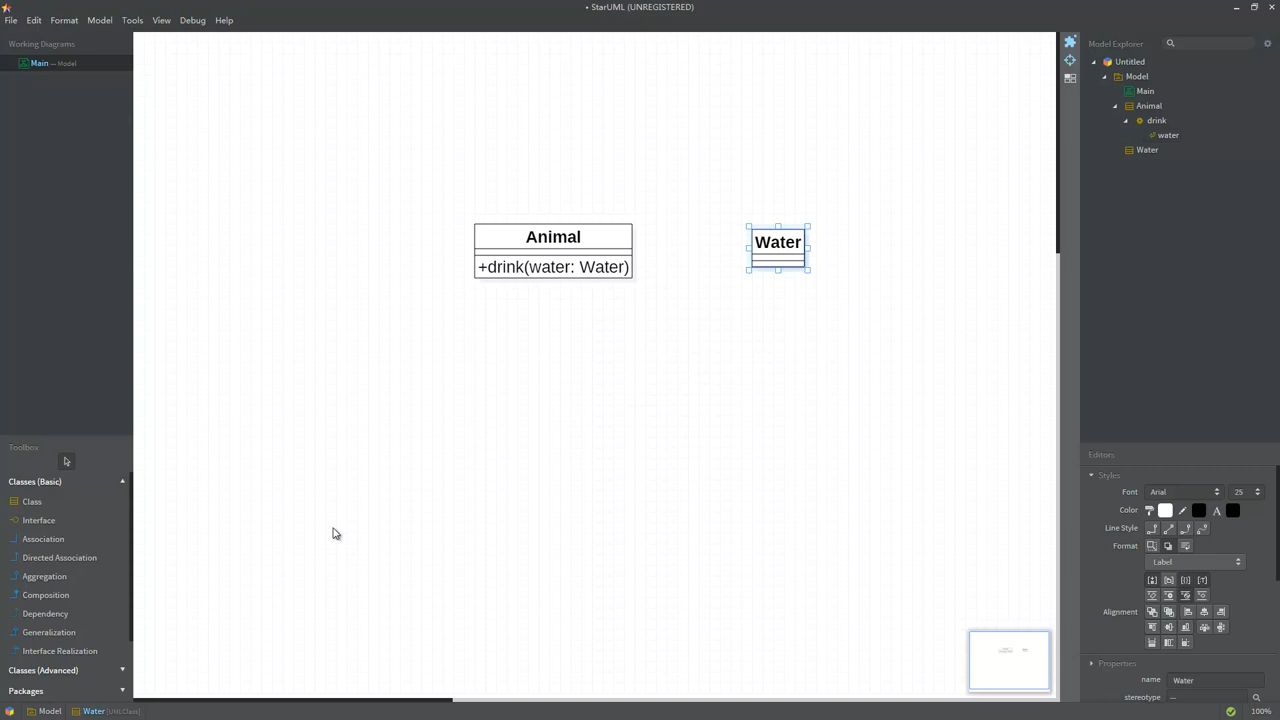 • StarUML (UNREGISTERED)
File Edit Format Model Tools View Debug Help
Working Diagrams
Main — Model
Animal
+drink(water: Water)
Water
Toolbox
Classes (Basic)
Class
Interface
Association
Directed Association
Aggregation
Composition
Dependency
Generalization
Interface Realization
Classes (Advanced)
Packages
Model Explorer
Untitled
Model
Main
Animal
drink
water
Water
Editors
Styles
Font Arial 25
Color
Line Style
Format
Label
Alignment
Properties
name Water
stereotype —
Model Water [UMLClass]
100%